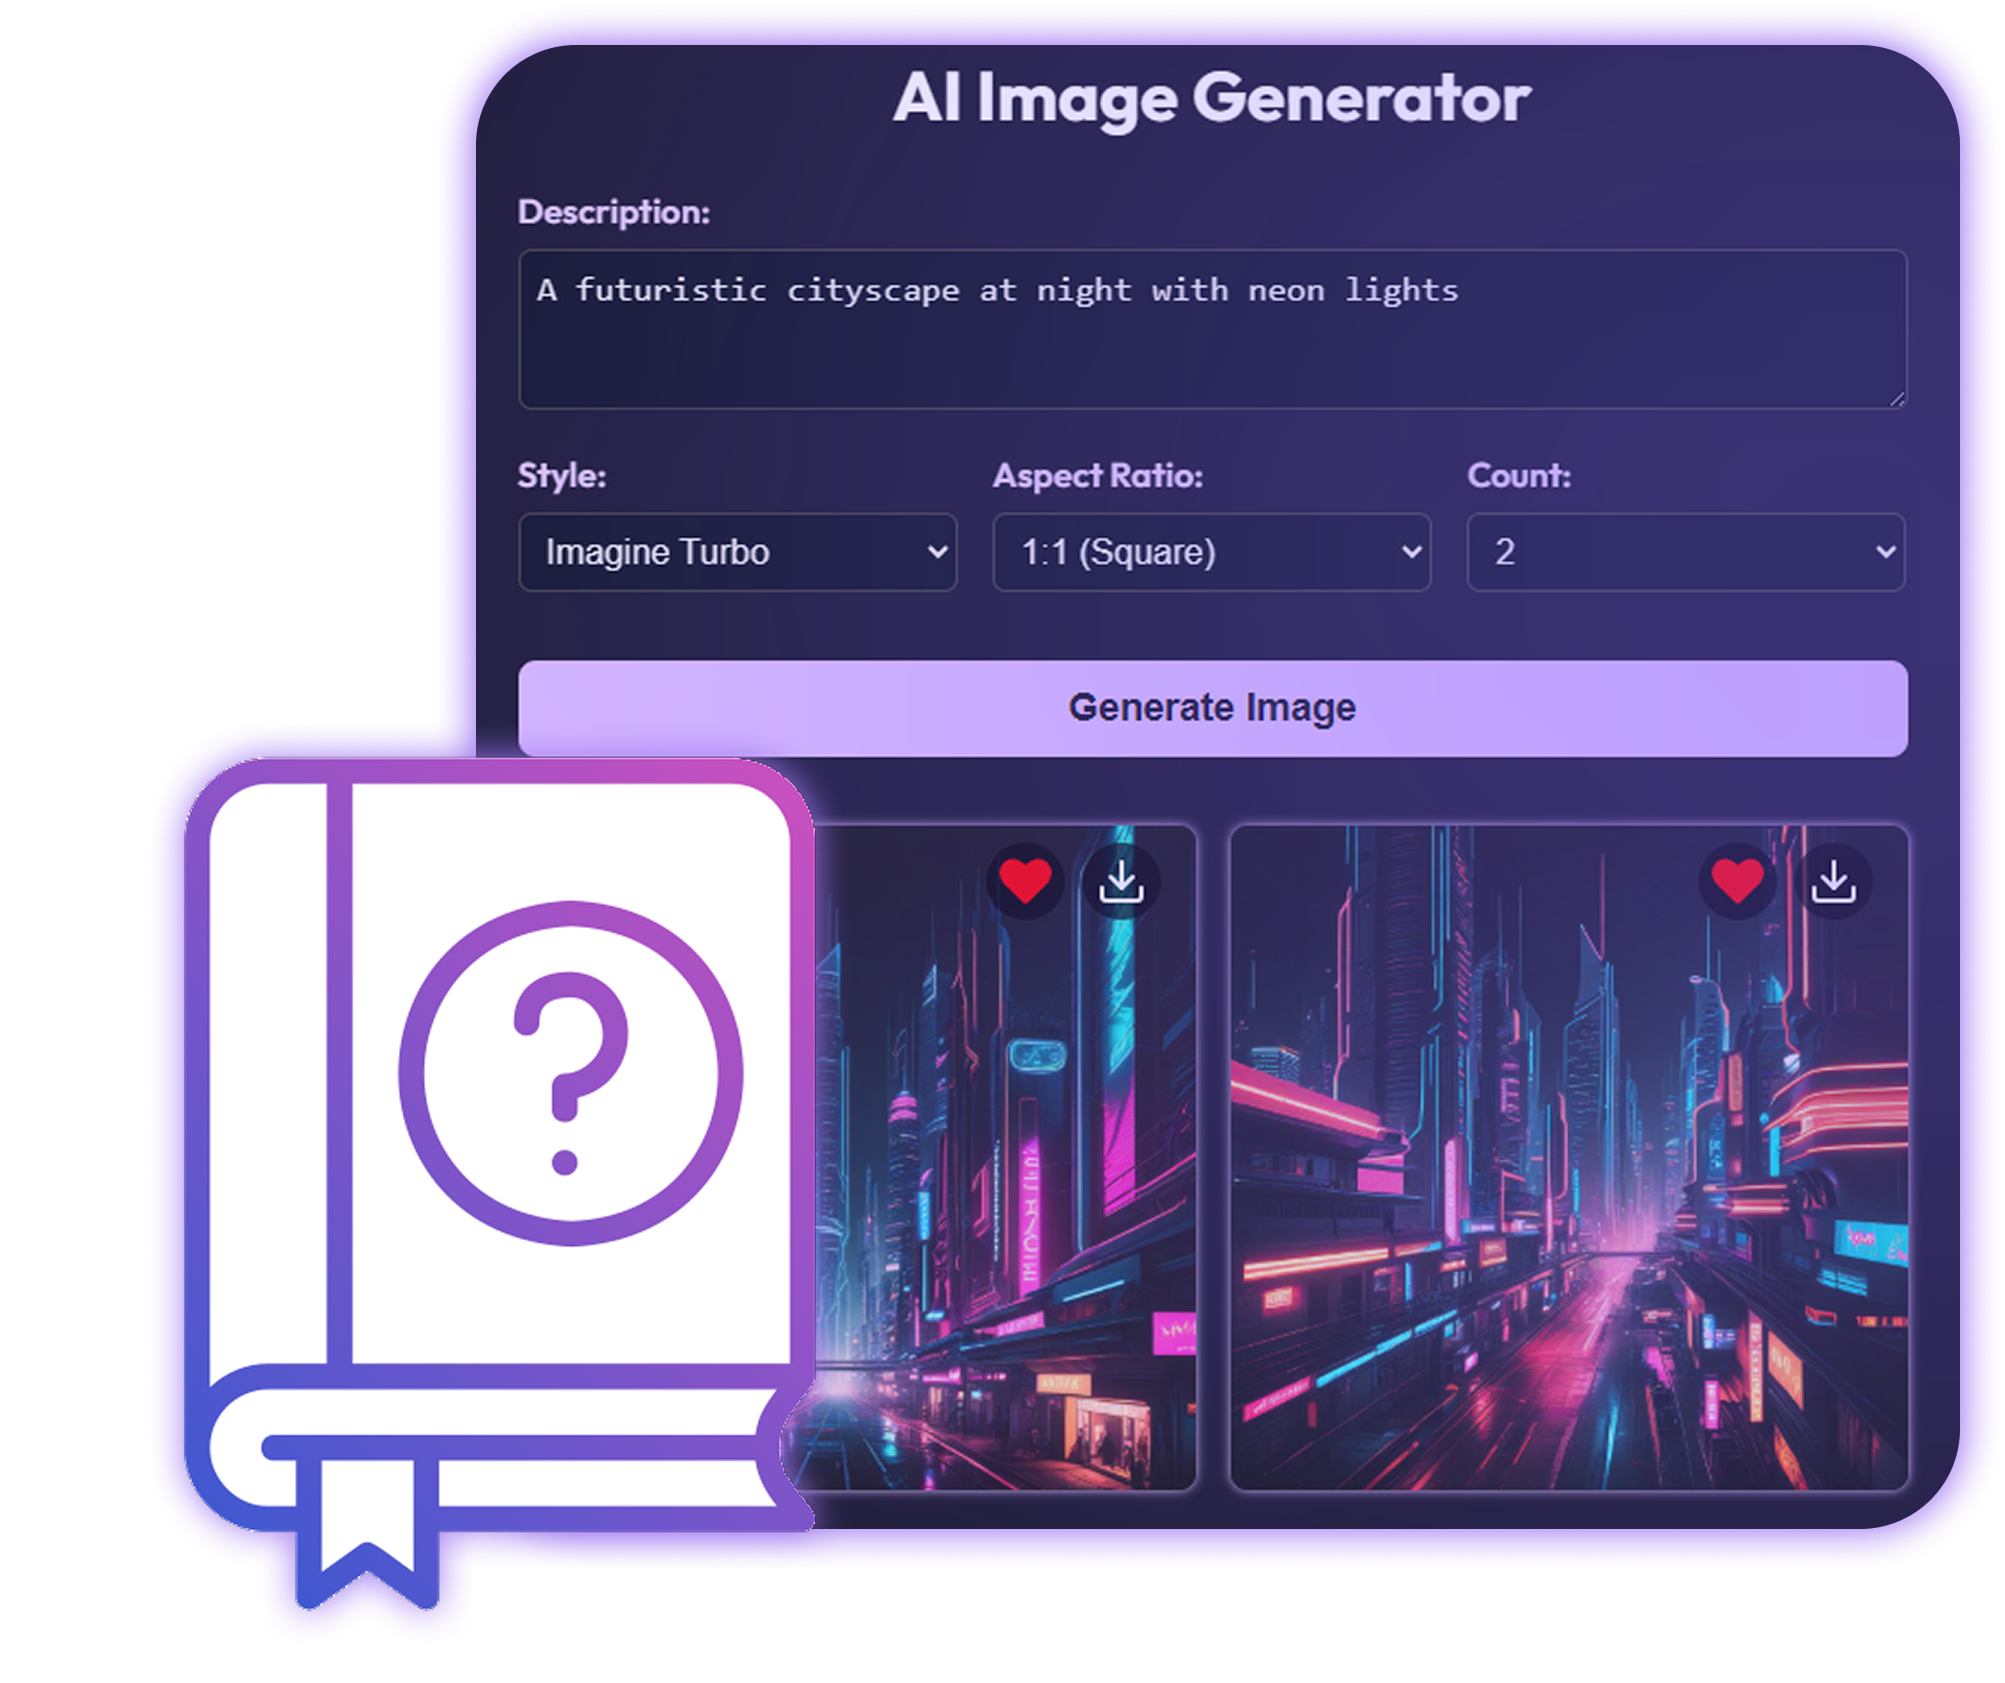 AI Image Generator
Description:
A futuristic cityscape at night with neon lights
Style:
Aspect Ratio:
Count:
Imagine Turbo
1:1 (Square)
2
Generate Image
?